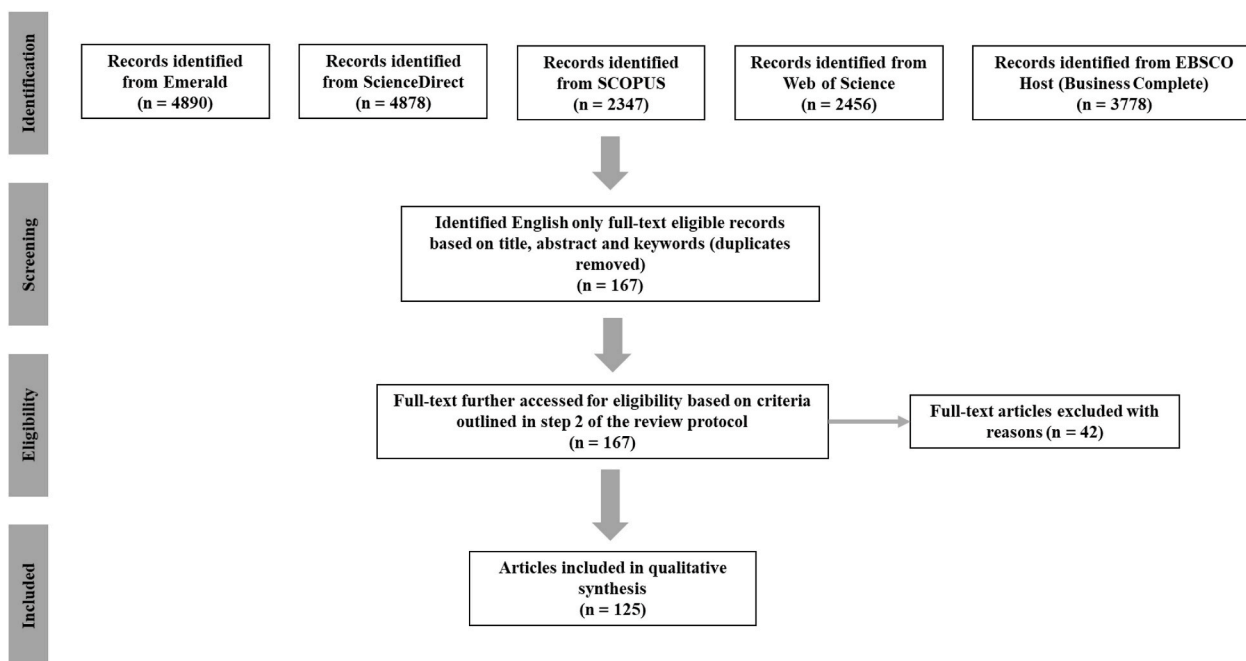 Identification
Records identified
from Emerald
(n = 4890)
Records identified
from ScienceDirect
(n = 4878)
Records identified
from SCOPUS
(n = 2347)
Records identified from
Web of Science
(n = 2456)
Records identified from EBSCO
Host (Business Complete)
(n = 3778)
Screening
Identified English only full-text eligible records
based on title, abstract and keywords (duplicates
removed)
(n = 167)
Eligibility
Full-text further accessed for eligibility based on criteria
outlined in step 2 of the review protocol
(n = 167)
Full-text articles excluded with
reasons (n = 42)
Included
Articles included in qualitative
synthesis
(n = 125)